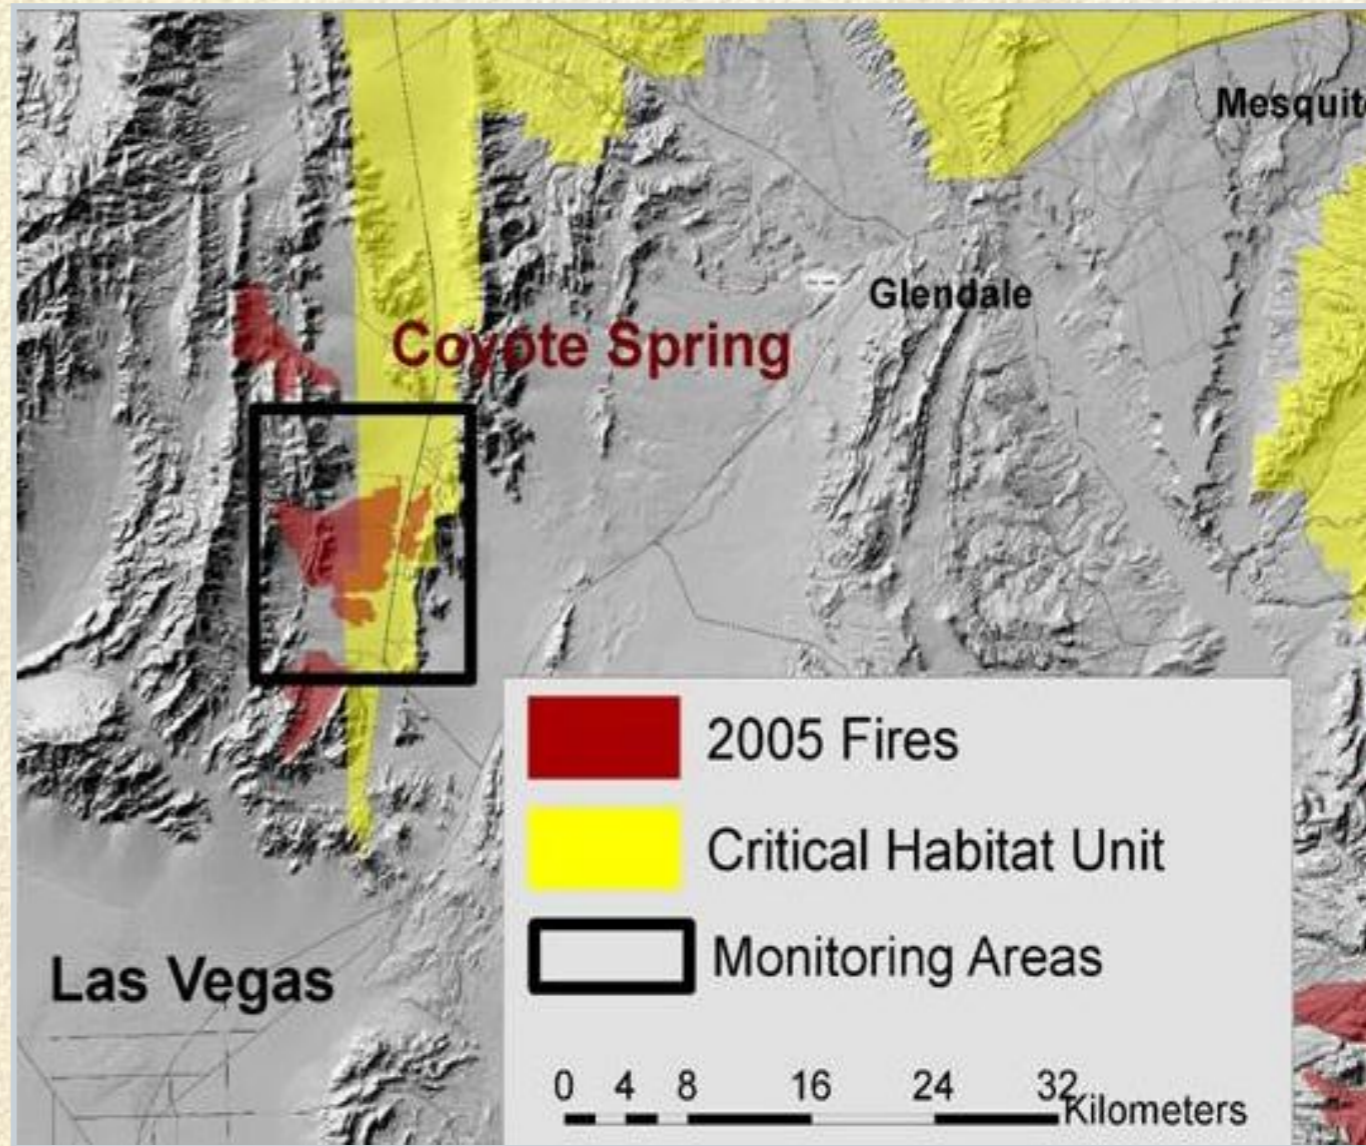 Mesquit
Glendale
Coyote Spring
2005 Fires
Critical Habitat Unit
Monitoring Areas
Las Vegas
0 4 8 16 24 32
Kilometers